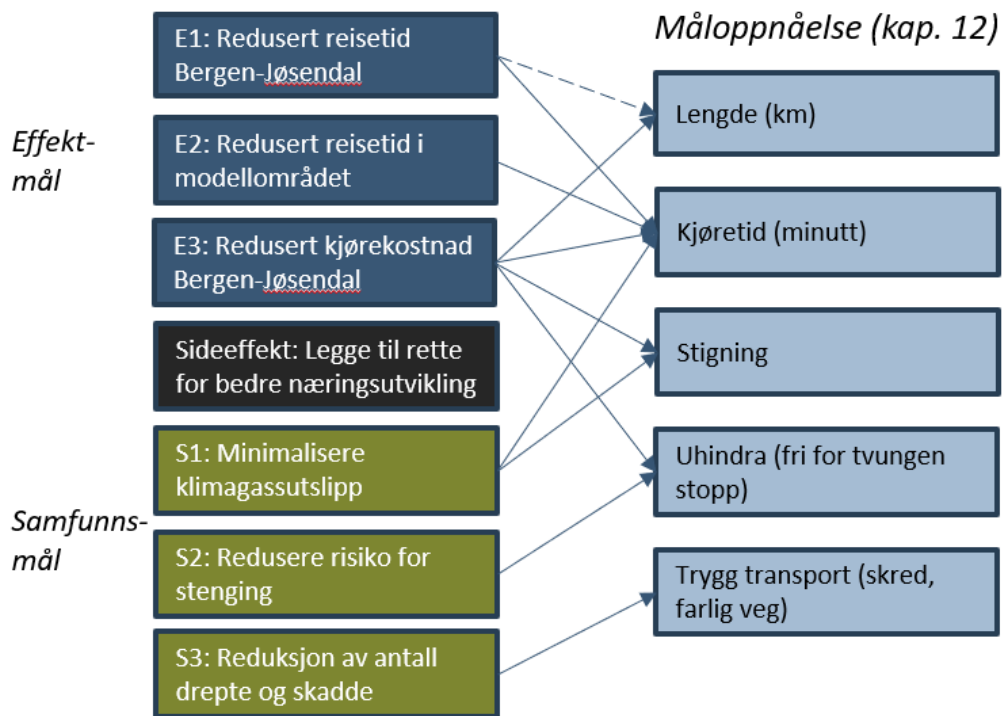 Effekt-
mål
E1: Redusert reisetid
Bergen-Jøsendal
E2: Redusert reisetid i
modellområdet
E3: Redusert kjørekostnad
Bergen-Jøsendal
Sideeffekt: Legge til rette
for bedre næringsutvikling
Samfunns-
mål
S1: Minimalisere
klimagassutslipp
S2: Redusere risiko for
stenging
S3: Reduksjon av antall
drepte og skadde
Måloppnåelse (kap. 12)
Lengde (km)
Kjøretid (minutt)
Stigning
Uhindra (fri for tvungen
stopp)
Trygg transport (skred,
farlig veg)